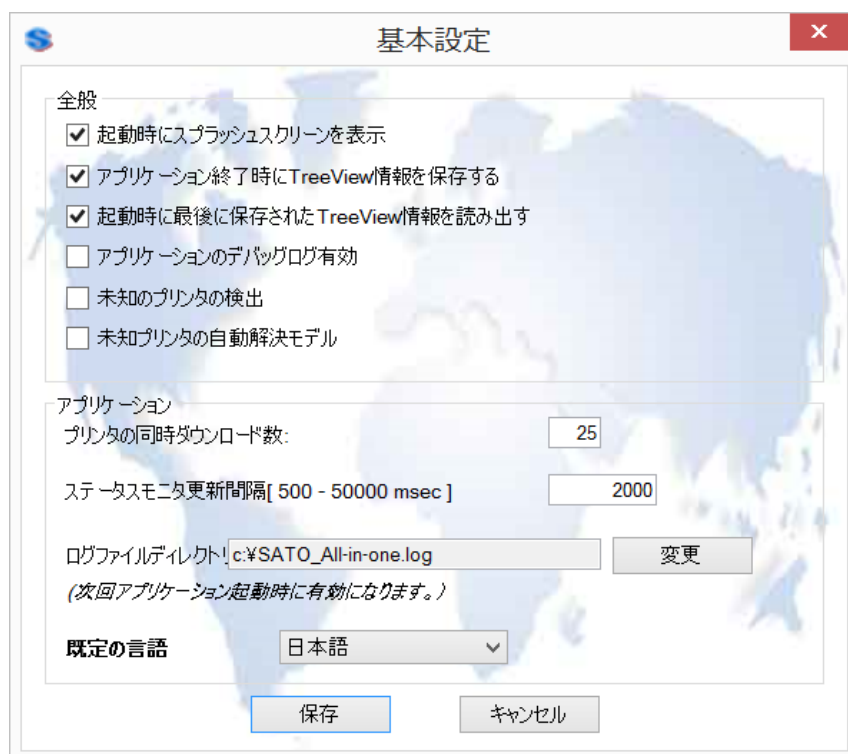 基本設定
全般
起動時にスプラッシュスクリーンを表示
アプリケーション終了時にTreeView情報を保存する
起動時に最後に保存されたTreeView情報を読み出す
アプリケーションのデバッグログ有効
未知のプリンタの検出
未知プリンタの自動解決モデル
アプリケーション
プリンタの同時ダウンロード数: 25
ステータスモニタ更新間隔[ 500 - 50000 msec ] 2000
ログファイルディレクトリ c:¥SATO_All-in-one.log 変更
(次回アプリケーション起動時に有効になります。)
既定の言語 日本語
保存 キャンセル